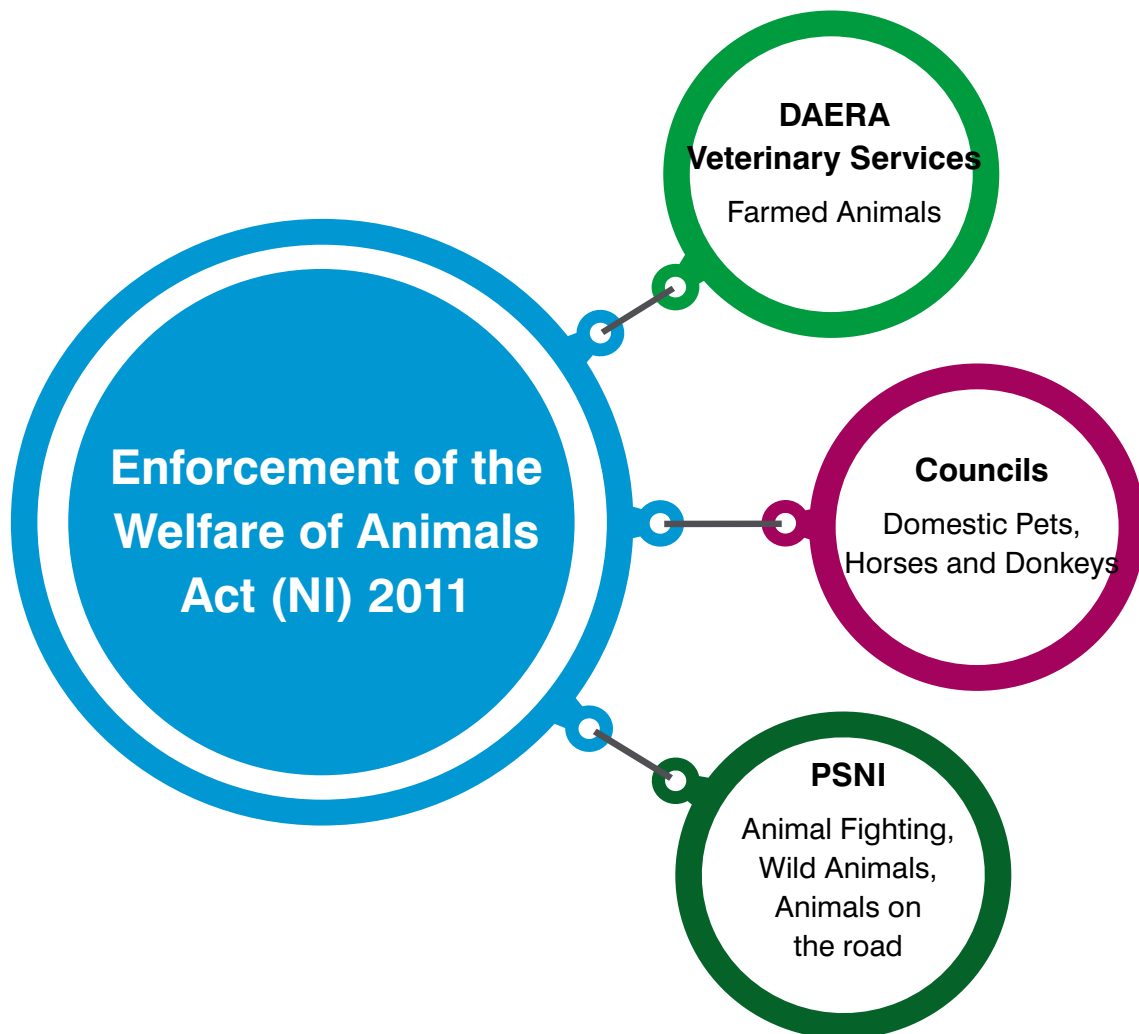 Enforcement of the
Welfare of Animals
Act (NI) 2011
DAERA
Veterinary Services
Farmed Animals
Councils
Domestic Pets,
Horses and Donkeys
PSNI
Animal Fighting,
Wild Animals,
Animals on
the road